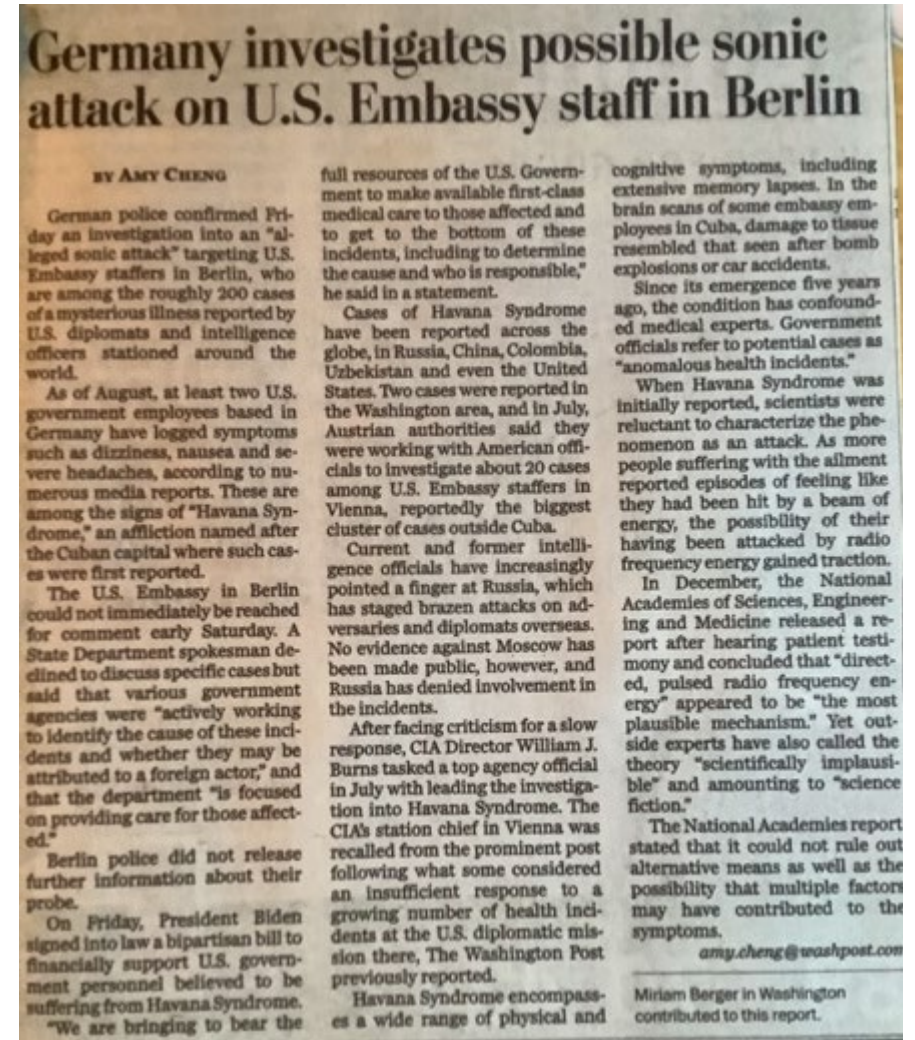 Germany investigates possible sonic
attack on U.S. Embassy staff in Berlin
BY AMY CHENG
German police confirmed Fri-
day an investigation into an "al-
leged sonic attack" targeting U.S.
Embassy staffers in Berlin, who
are among the roughly 200 cases
of a mysterious illness reported by
U.S. diplomats and intelligence
officers stationed around the
world.
As of August, at least two U.S.
government employees based in
Germany have logged symptoms
such as dizziness, nausea and se-
vere headaches, according to nu-
merous media reports. These are
among the signs of "Havana Syn-
drome," an affliction named after
the Cuban capital where such cas-
es were first reported.
The U.S. Embassy in Berlin
could not immediately be reached
for comment early Saturday. A
State Department spokesman de-
clined to discuss specific cases but
said that various government
agencies were "actively working
to identify the cause of these inci-
dents and whether they may be
attributed to a foreign actor," and
that the department "is focused
on providing care for those affect-
ed."
Berlin police did not release
further information about their
probe.
On Friday, President Biden
signed into law a bipartisan bill to
financially support U.S. govern-
ment personnel believed to be
suffering from Havana Syndrome.
"We are bringing to bear the
full resources of the U.S. Govern-
ment to make available first-class
medical care to those affected and
to get to the bottom of these
incidents, including to determine
the cause and who is responsible,"
he said in a statement.
Cases of Havana Syndrome
have been reported across the
globe, in Russia, China, Colombia,
Uzbekistan and even the United
States. Two cases were reported in
the Washington area, and in July,
Austrian authorities said they
were working with American offi-
cials to investigate about 20 cases
among U.S. Embassy staffers in
Vienna, reportedly the biggest
cluster of cases outside Cuba.
Current and former intelli-
gence officials have increasingly
pointed a finger at Russia, which
has staged brazen attacks on ad-
versaries and diplomats overseas.
No evidence against Moscow has
been made public, however, and
Russia has denied involvement in
the incidents.
After facing criticism for a slow
response, CIA Director William J.
Burns tasked a top agency official
in July with leading the investiga-
tion into Havana Syndrome. The
CIA's station chief in Vienna was
recalled from the prominent post
following what some considered
an insufficient response to a
growing number of health inci-
dents at the U.S. diplomatic mis-
sion there, The Washington Post
previously reported.
Havana Syndrome encompass-
es a wide range of physical and
cognitive symptoms, including
extensive memory lapses. In the
brain scans of some embassy em-
ployees in Cuba, damage to tissue
resembled that seen after bomb
explosions or car accidents.
Since its emergence five years
ago, the condition has confound-
ed medical experts. Government
officials refer to potential cases as
"anomalous health incidents."
When Havana Syndrome was
initially reported, scientists were
reluctant to characterize the phe-
nomenon as an attack. As more
people suffering with the ailment
reported episodes of feeling like
they had been hit by a beam of
energy, the possibility of their
having been attacked by radio
frequency energy gained traction.
In December, the National
Academies of Sciences, Engineer-
ing and Medicine released a re-
port after hearing patient testi-
mony and concluded that "direct-
ed, pulsed radio frequency en-
ergy" appeared to be "the most
plausible mechanism." Yet out-
side experts have also called the
theory "scientifically implausi-
ble" and amounting to "science
fiction."
The National Academies report
stated that it could not rule out
alternative means as well as the
possibility that multiple factors
may have contributed to the
symptoms.
amy.cheng@washpost.com
Miriam Berger in Washington
contributed to this report.